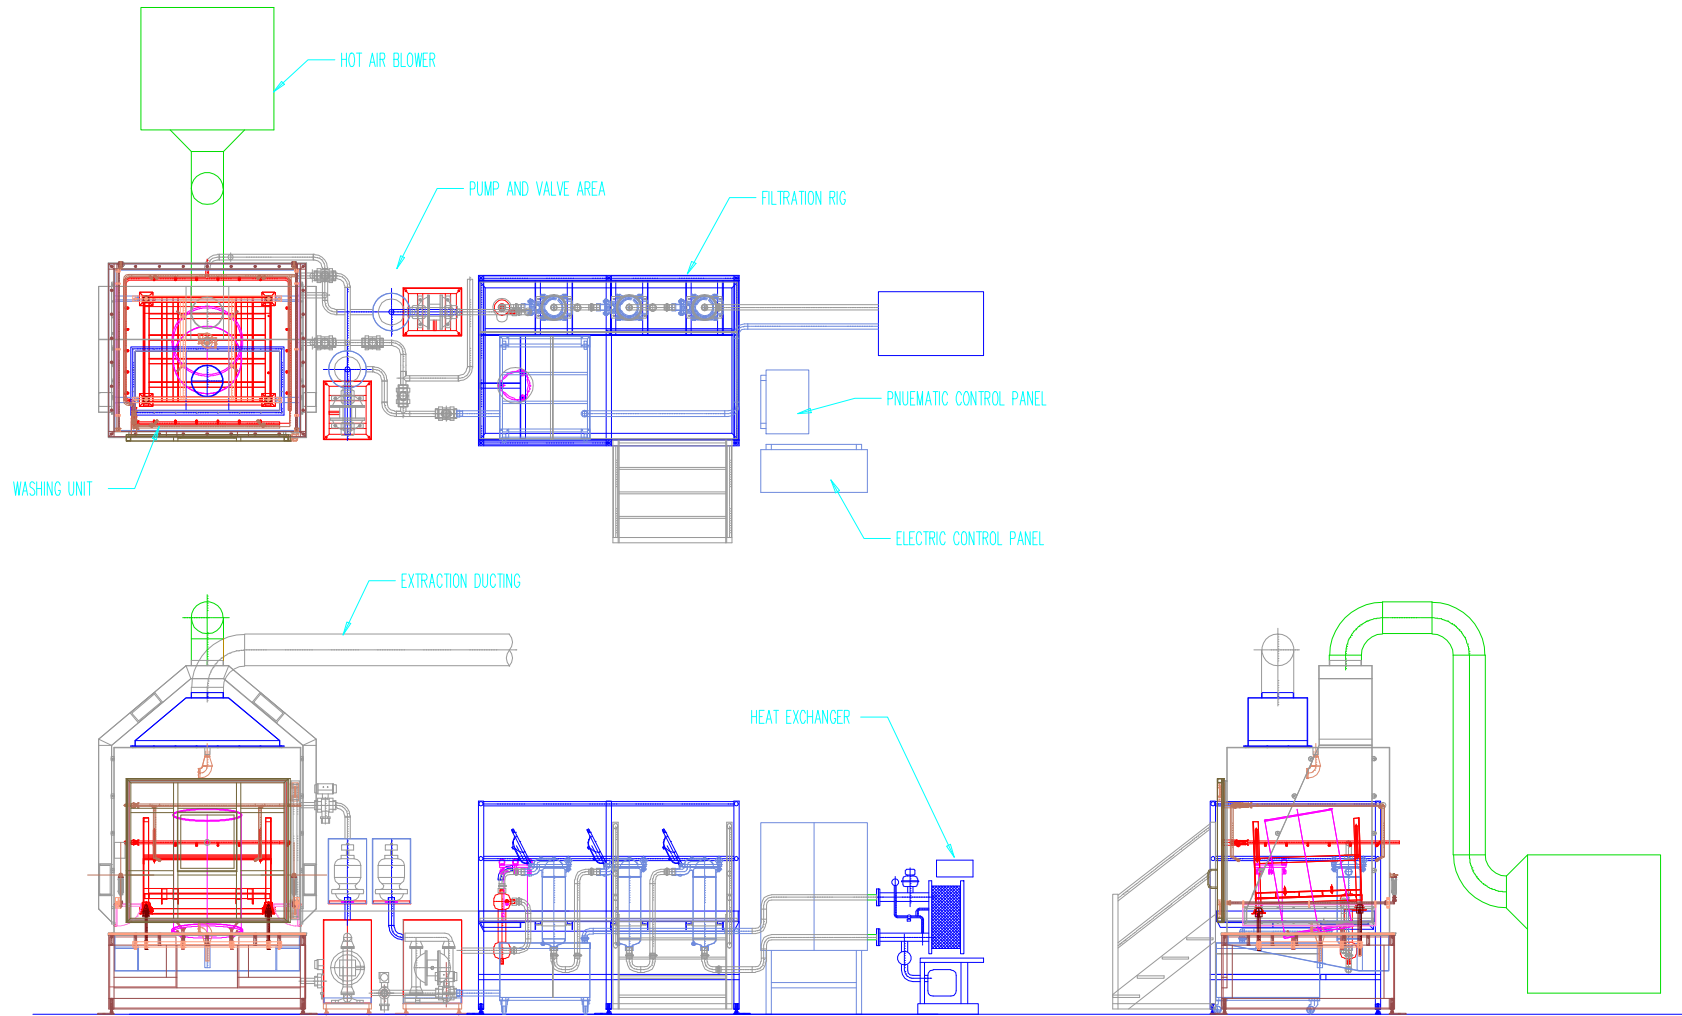 HOT AIR BLOWER
PUMP AND VALVE AREA
FILTRATION RIG
PNUEMATIC CONTROL PANEL
WASHING UNIT
ELECTRIC CONTROL PANEL
EXTRACTION DUCTING
HEAT EXCHANGER